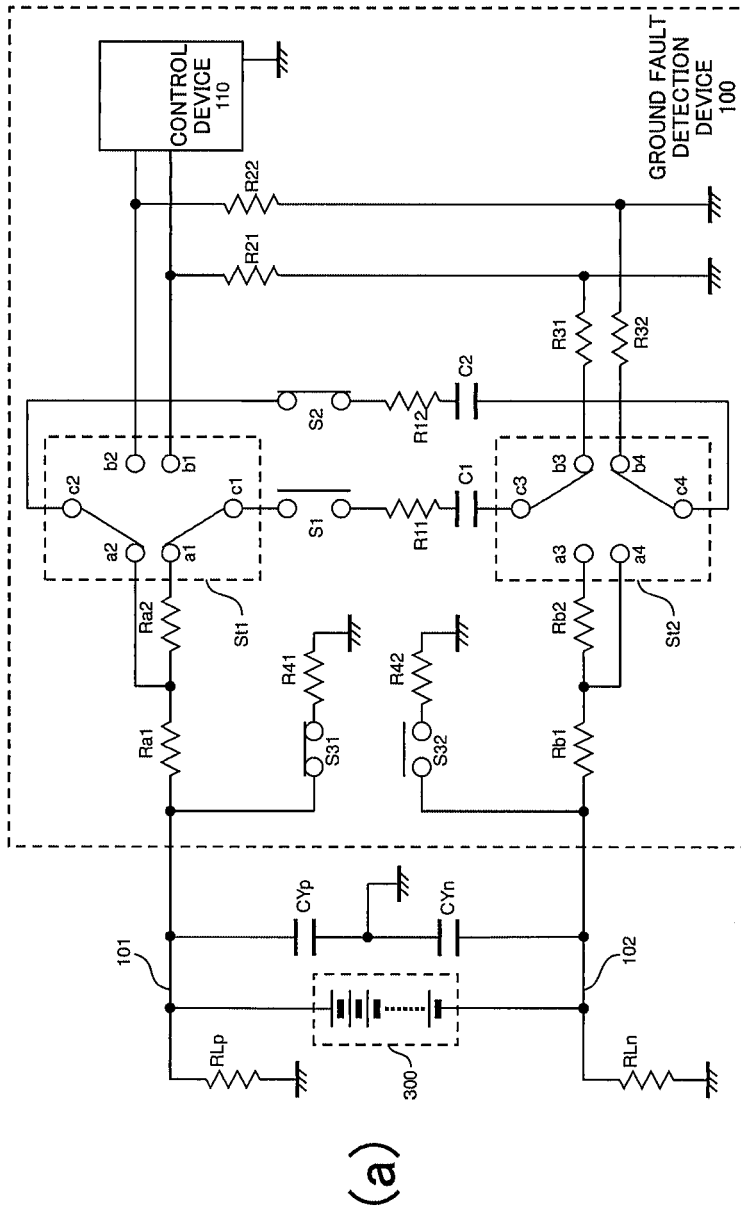 (a)
GROUND FAULT
DETECTION
DEVICE
100
CONTROL
DEVICE
110
R22
R21
c2
b2
b1
c1
a2
a1
St1
Ra2
Ra1
101
S2
S1
R12
C2
R11
C1
R31
R32
c3
b3
b4
c4
a3
a4
St2
Rb2
Rb1
R41
S31
R42
S32
CYp
CYn
102
RLp
300
RLn